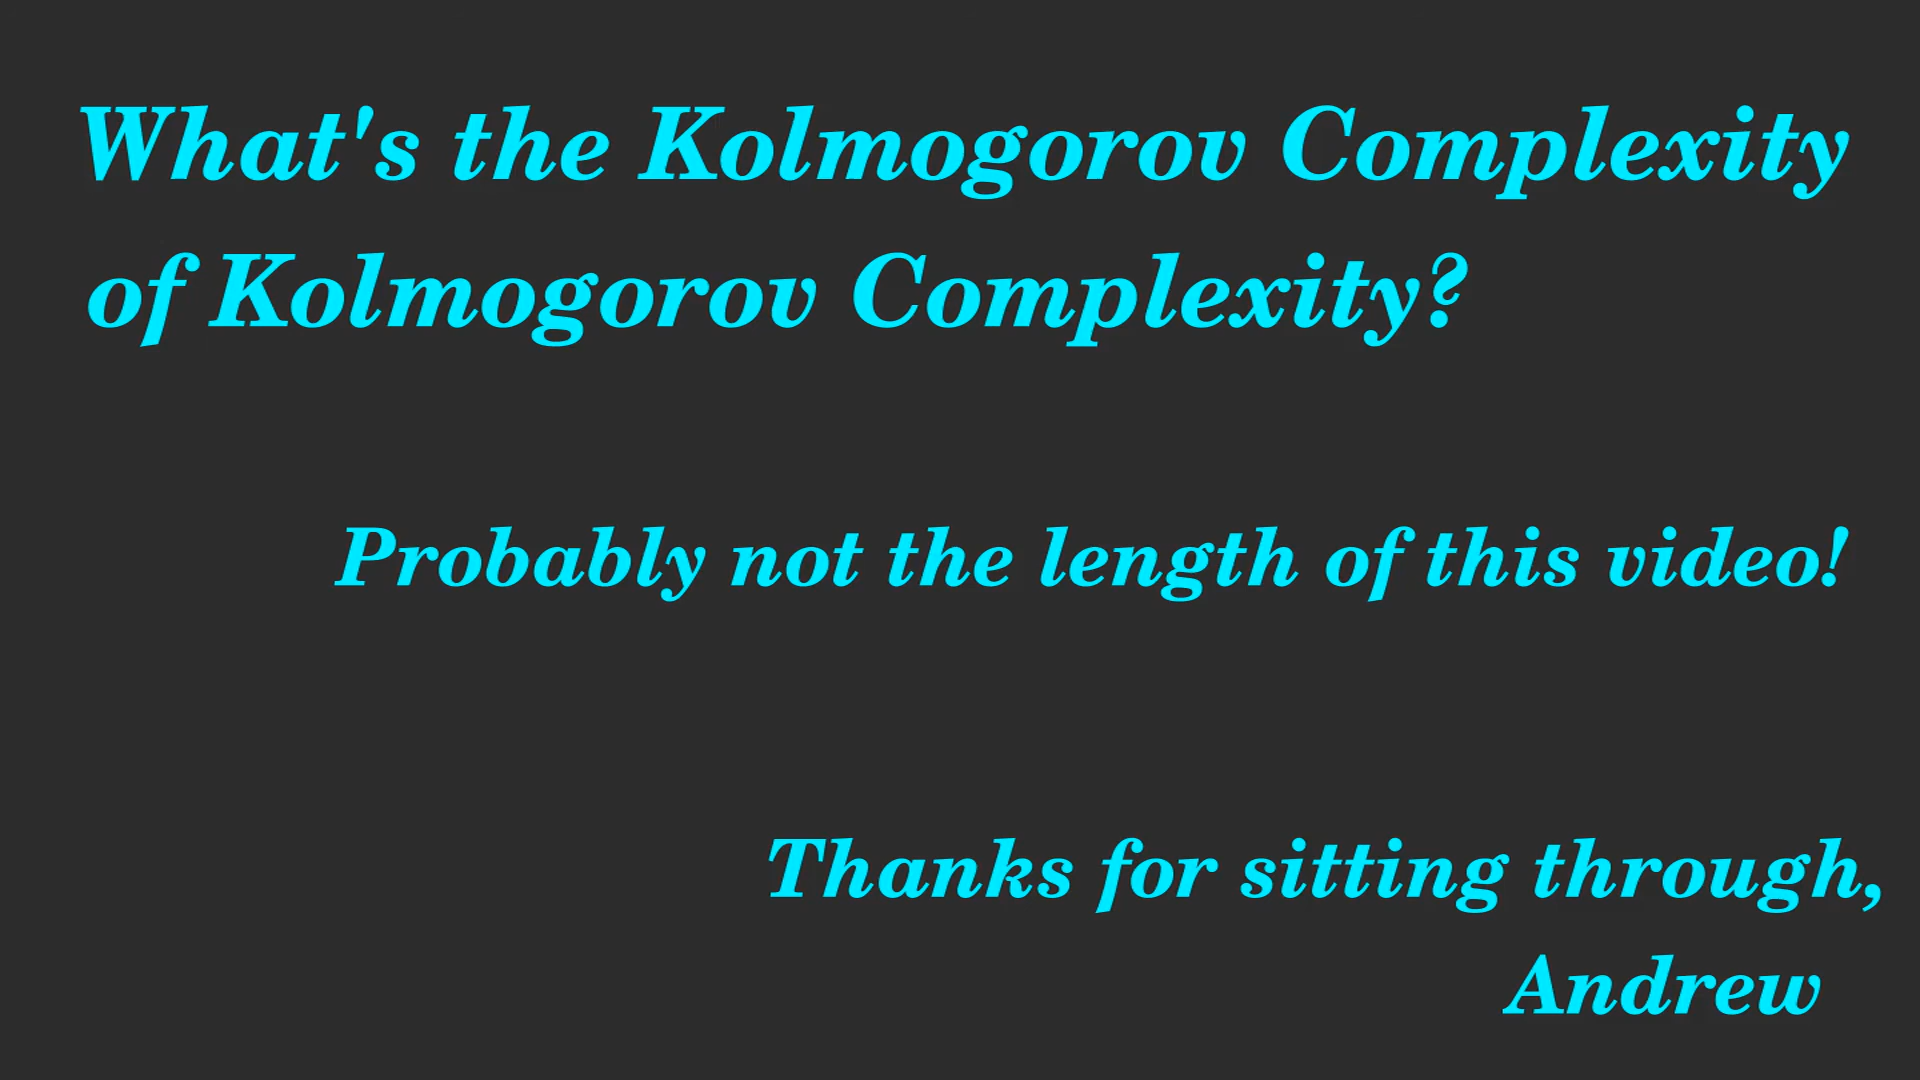 What's the Kolmogorov Complexity
of Kolmogorov Complexity?
Probably not the length of this video!
Thanks for sitting through,
Andrew